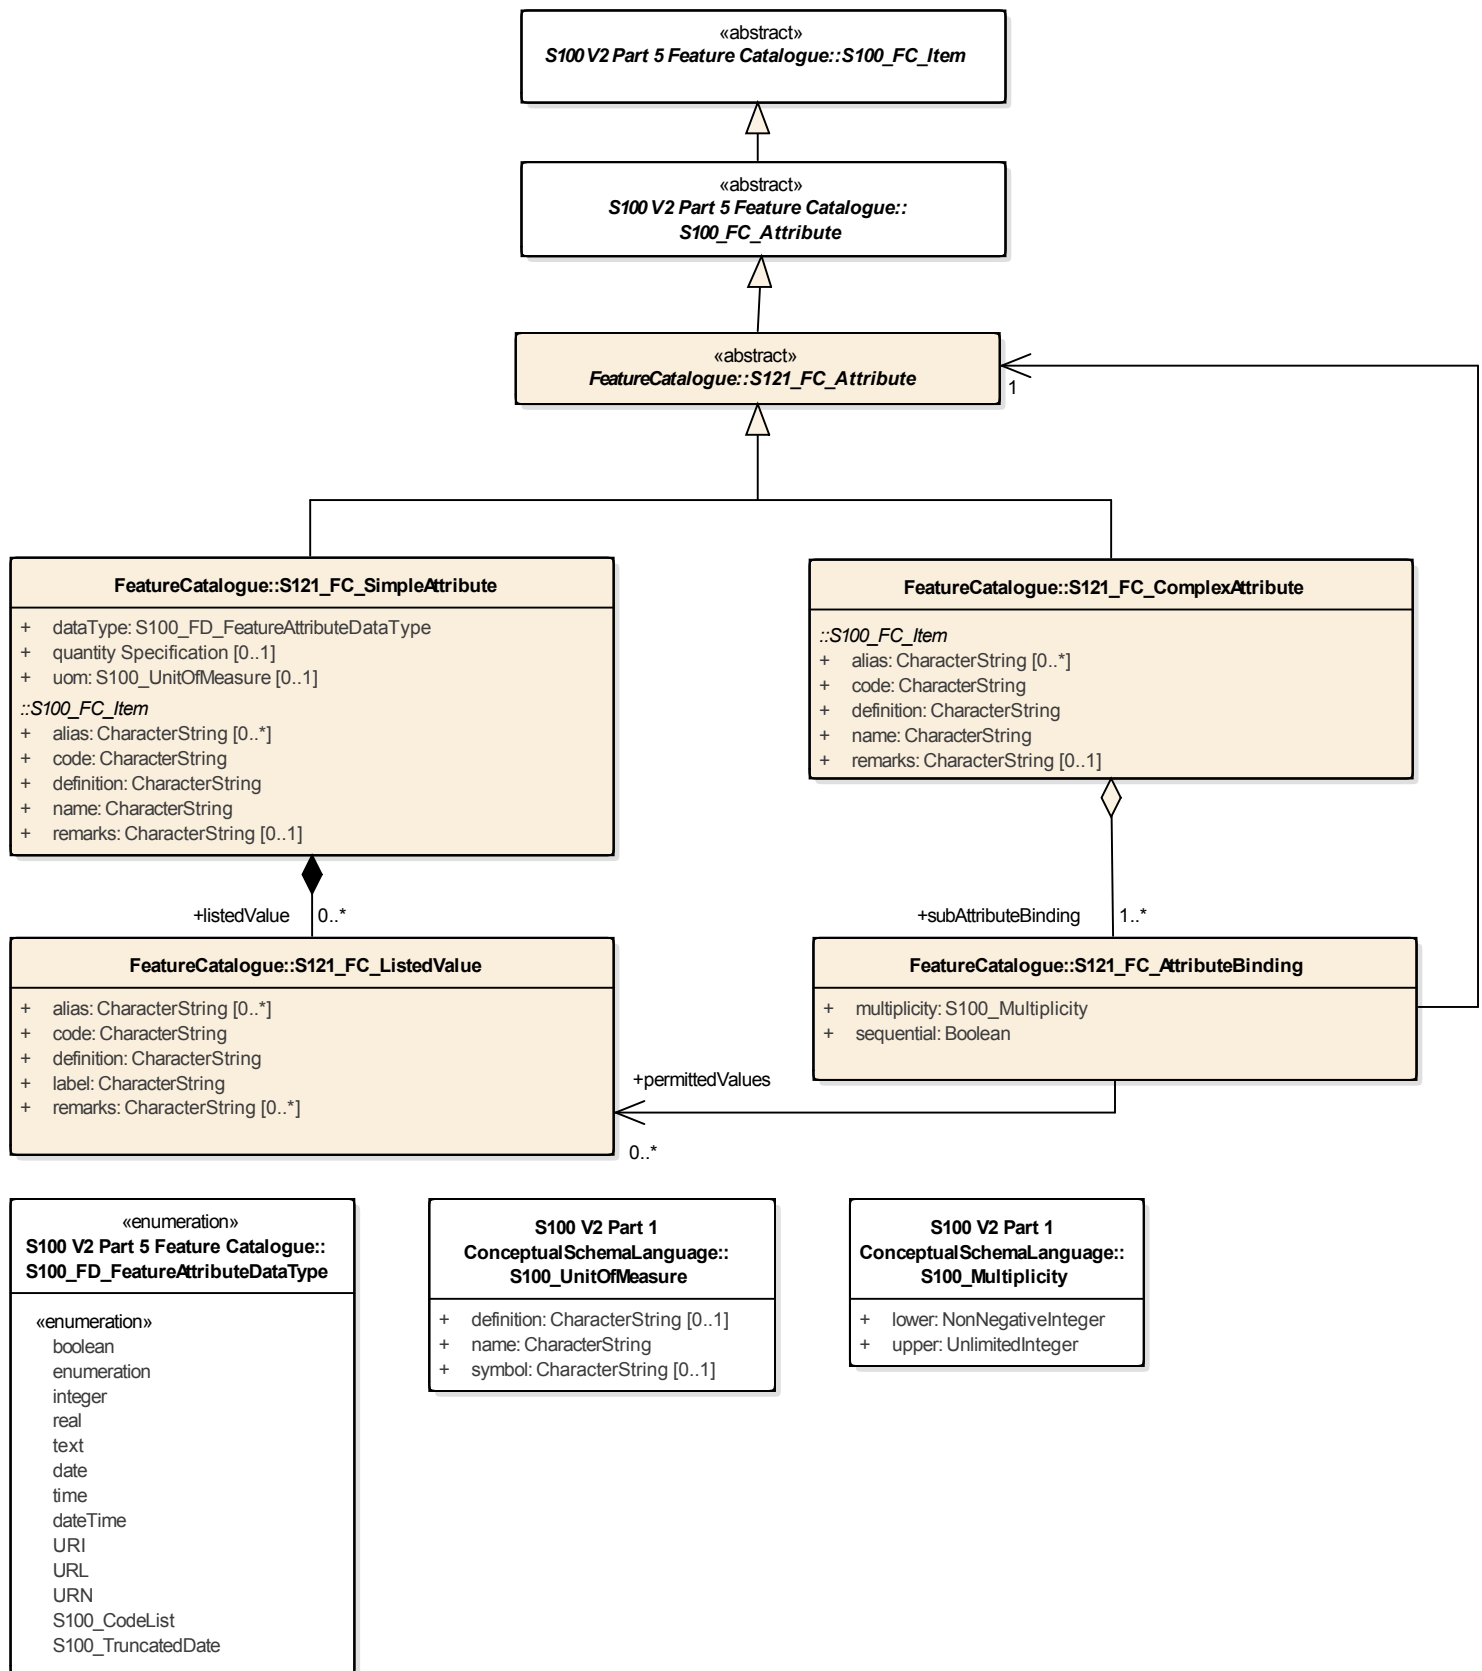 «abstract»
S100 V2 Part 5 Feature Catalogue::S100_FC_Item
«abstract»
S100 V2 Part 5 Feature Catalogue::
S100_FC_Attribute
«abstract»
FeatureCatalogue::S121_FC_Attribute
1
FeatureCatalogue::S121_FC_SimpleAttribute
+ dataType: S100_FD_FeatureAttributeDataType
+ quantity Specification [0..1]
+ uom: S100_UnitOfMeasure [0..1]
::S100_FC_Item
+ alias: CharacterString [0..*]
+ code: CharacterString
+ definition: CharacterString
+ name: CharacterString
+ remarks: CharacterString [0..1]
FeatureCatalogue::S121_FC_ComplexAttribute
::S100_FC_Item
+ alias: CharacterString [0..*]
+ code: CharacterString
+ definition: CharacterString
+ name: CharacterString
+ remarks: CharacterString [0..1]
+listedValue 0..*
+subAttributeBinding 1..*
FeatureCatalogue::S121_FC_ListedValue
+ alias: CharacterString [0..*]
+ code: CharacterString
+ definition: CharacterString
+ label: CharacterString
+ remarks: CharacterString [0..*]
FeatureCatalogue::S121_FC_AttributeBinding
+ multiplicity: S100_Multiplicity
+ sequential: Boolean
+permittedValues
0..*
«enumeration»
S100 V2 Part 5 Feature Catalogue::
S100_FD_FeatureAttributeDataType
«enumeration»
boolean
enumeration
integer
real
text
date
time
dateTime
URI
URL
URN
S100_CodeList
S100_TruncatedDate
S100 V2 Part 1
ConceptualSchemaLanguage::
S100_UnitOfMeasure
+ definition: CharacterString [0..1]
+ name: CharacterString
+ symbol: CharacterString [0..1]
S100 V2 Part 1
ConceptualSchemaLanguage::
S100_Multiplicity
+ lower: NonNegativeInteger
+ upper: UnlimitedInteger